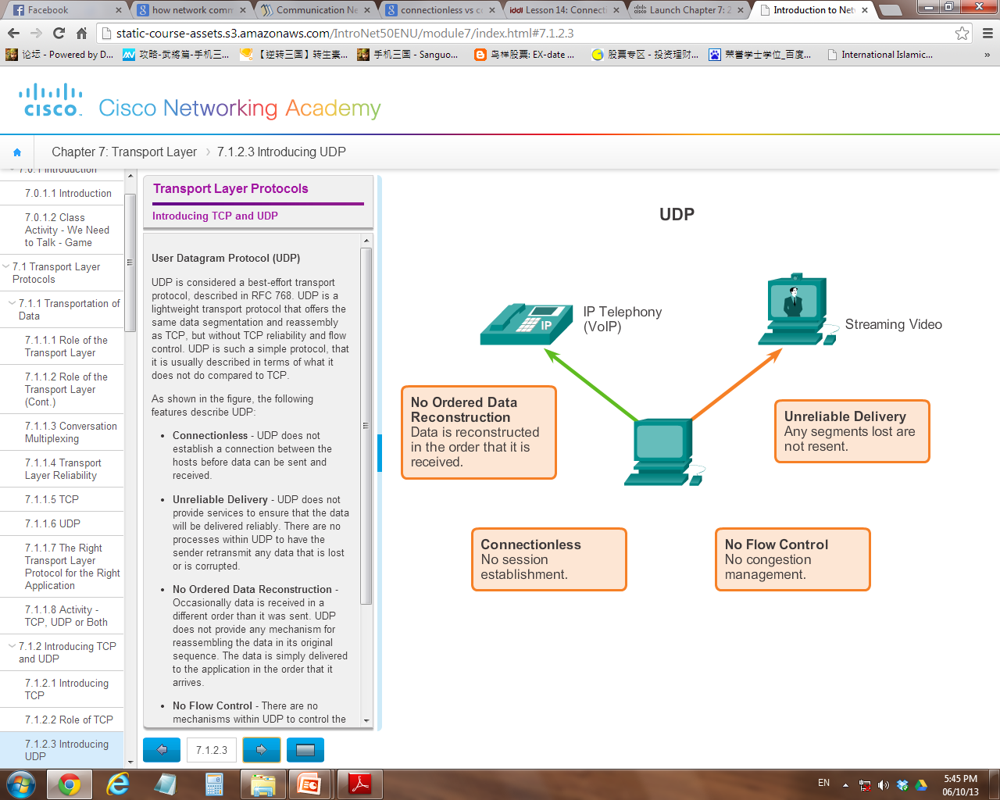 Facebook
how network comm
Communication Ne
connectionless vs c
iddl Lesson 14: Connecti
Launch Chapter 7: 2
Introduction to Net
static-course-assets.s3.amazonaws.com/IntroNet50ENU/module7/index.html#7.1.2.3
论坛 - Powered by D...
攻略-武将篇-手机三...
【逆转三国】转生素...
手机三国 - Sanguo...
鸟样股票: EX-date ...
股票专区 - 投资理财...
荣誉学士学位_百度...
International Islamic...
»
cisco.
Cisco Networking Academy
Chapter 7: Transport Layer
7.1.2.3 Introducing UDP
7.0.1 Introduction
7.0.1.1 Introduction
7.0.1.2 Class
Activity - We Need
to Talk - Game
7.1 Transport Layer
Protocols
7.1.1 Transportation of
Data
7.1.1.1 Role of the
Transport Layer
7.1.1.2 Role of the
Transport Layer
(Cont.)
7.1.1.3 Conversation
Multiplexing
7.1.1.4 Transport
Layer Reliability
7.1.1.5 TCP
7.1.1.6 UDP
7.1.1.7 The Right
Transport Layer
Protocol for the Right
Application
7.1.1.8 Activity -
TCP, UDP or Both
7.1.2 Introducing TCP
and UDP
7.1.2.1 Introducing
TCP
7.1.2.2 Role of TCP
7.1.2.3 Introducing
UDP
Transport Layer Protocols
Introducing TCP and UDP
User Datagram Protocol (UDP)
UDP is considered a best-effort transport
protocol, described in RFC 768. UDP is a
lightweight transport protocol that offers the
same data segmentation and reassembly
as TCP, but without TCP reliability and flow
control. UDP is such a simple protocol, that
it is usually described in terms of what it
does not do compared to TCP.
As shown in the figure, the following
features describe UDP:
• Connectionless - UDP does not
establish a connection between the
hosts before data can be sent and
received.
• Unreliable Delivery - UDP does not
provide services to ensure that the data
will be delivered reliably. There are no
processes within UDP to have the
sender retransmit any data that is lost
or is corrupted.
• No Ordered Data Reconstruction -
Occasionally data is received in a
different order than it was sent. UDP
does not provide any mechanism for
reassembling the data in its original
sequence. The data is simply delivered
to the application in the order that it
arrives.
• No Flow Control - There are no
mechanisms within UDP to control the
7.1.2.3
UDP
IP
IP Telephony
(VoIP)
Streaming Video
No Ordered Data
Reconstruction
Data is reconstructed
in the order that it is
received.
Unreliable Delivery
Any segments lost are
not resent.
Connectionless
No session
establishment.
No Flow Control
No congestion
management.
EN
5:45 PM
06/10/13